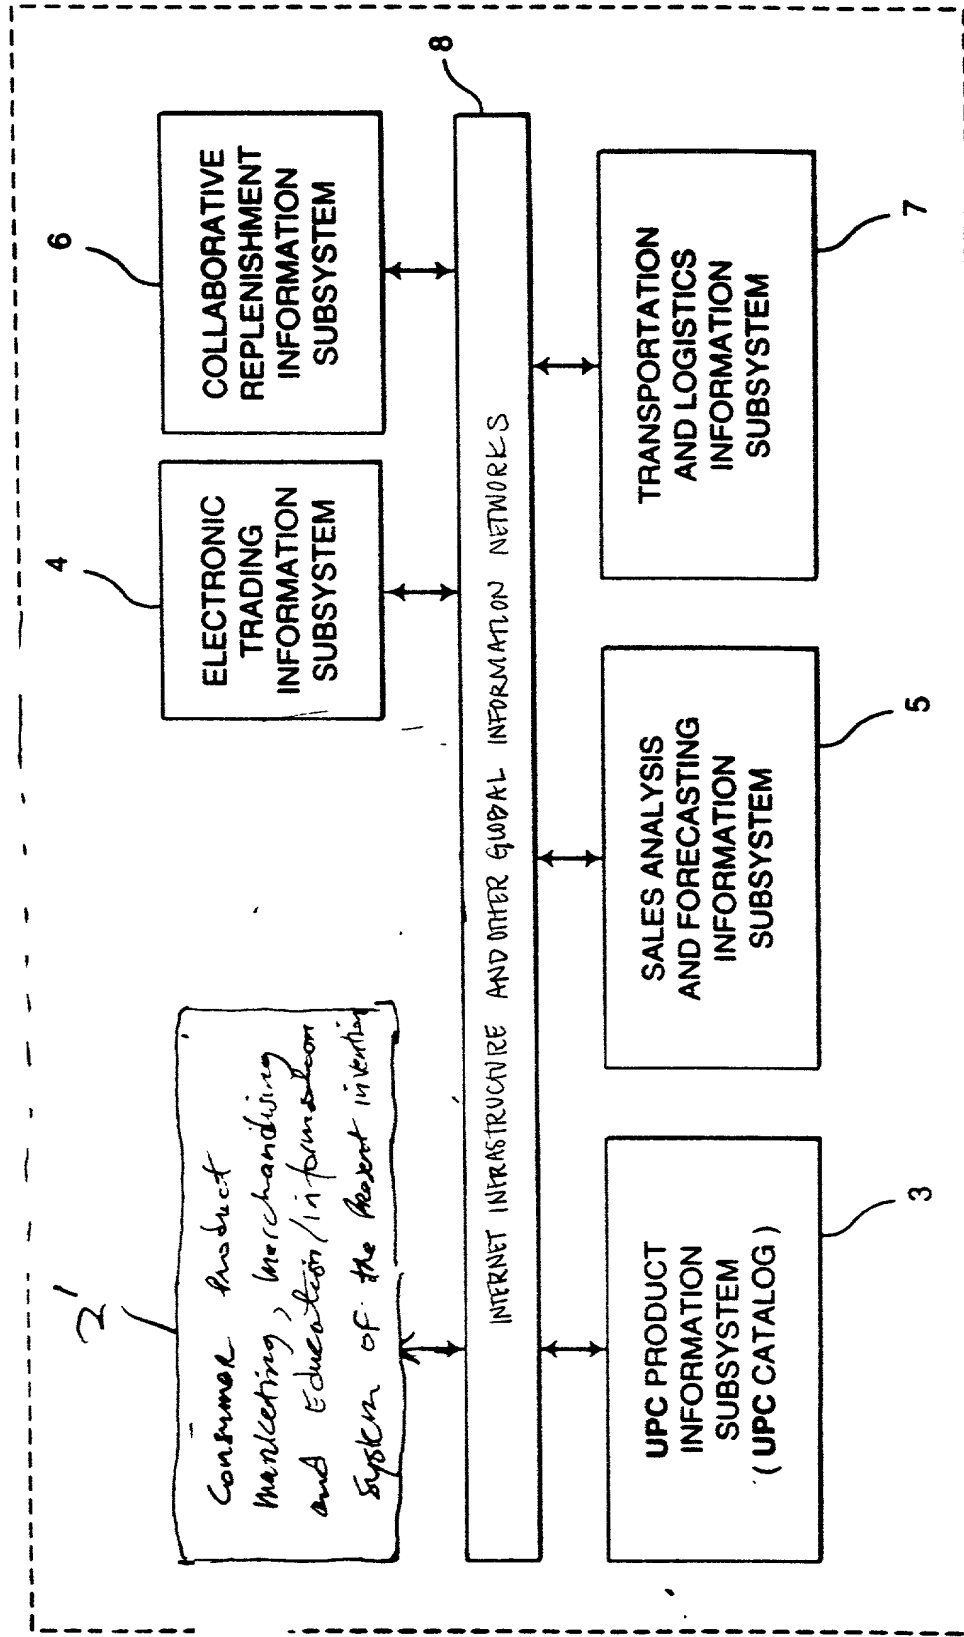 2'
Consumer Product
Marketing, Merchandising
and Education/information
System of the Present invention
4
ELECTRONIC
TRADING
INFORMATION
SUBSYSTEM
6
COLLABORATIVE
REPLENISHMENT
INFORMATION
SUBSYSTEM
8
INTERNET INFRASTRUCTURE AND OTHER GLOBAL INFORMATION NETWORKS
UPC PRODUCT
INFORMATION
SUBSYSTEM
(UPC CATALOG)
3
SALES ANALYSIS
AND FORECASTING
INFORMATION
SUBSYSTEM
5
TRANSPORTATION
AND LOGISTICS
INFORMATION
SUBSYSTEM
7